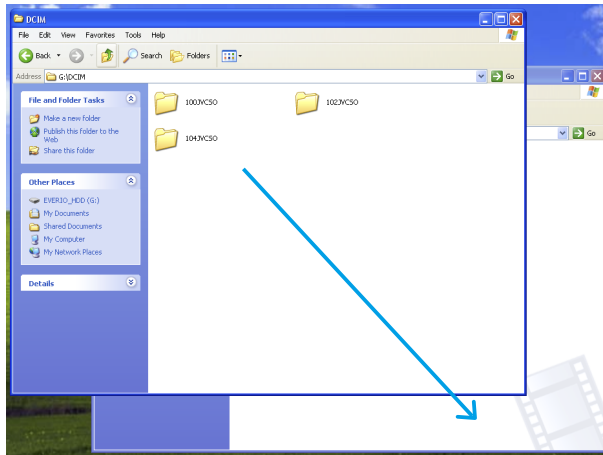 DCIM
File Edit View Favorites Tools Help
Back Search Folders
Address G:\DCIM Go
File and Folder Tasks
Make a new folder
Publish this folder to the
Web
Share this folder
Other Places
EVERIO_HDD (G:)
My Documents
Shared Documents
My Computer
My Network Places
Details
100JVCSO 102JVCSO
104JVCSO
Go